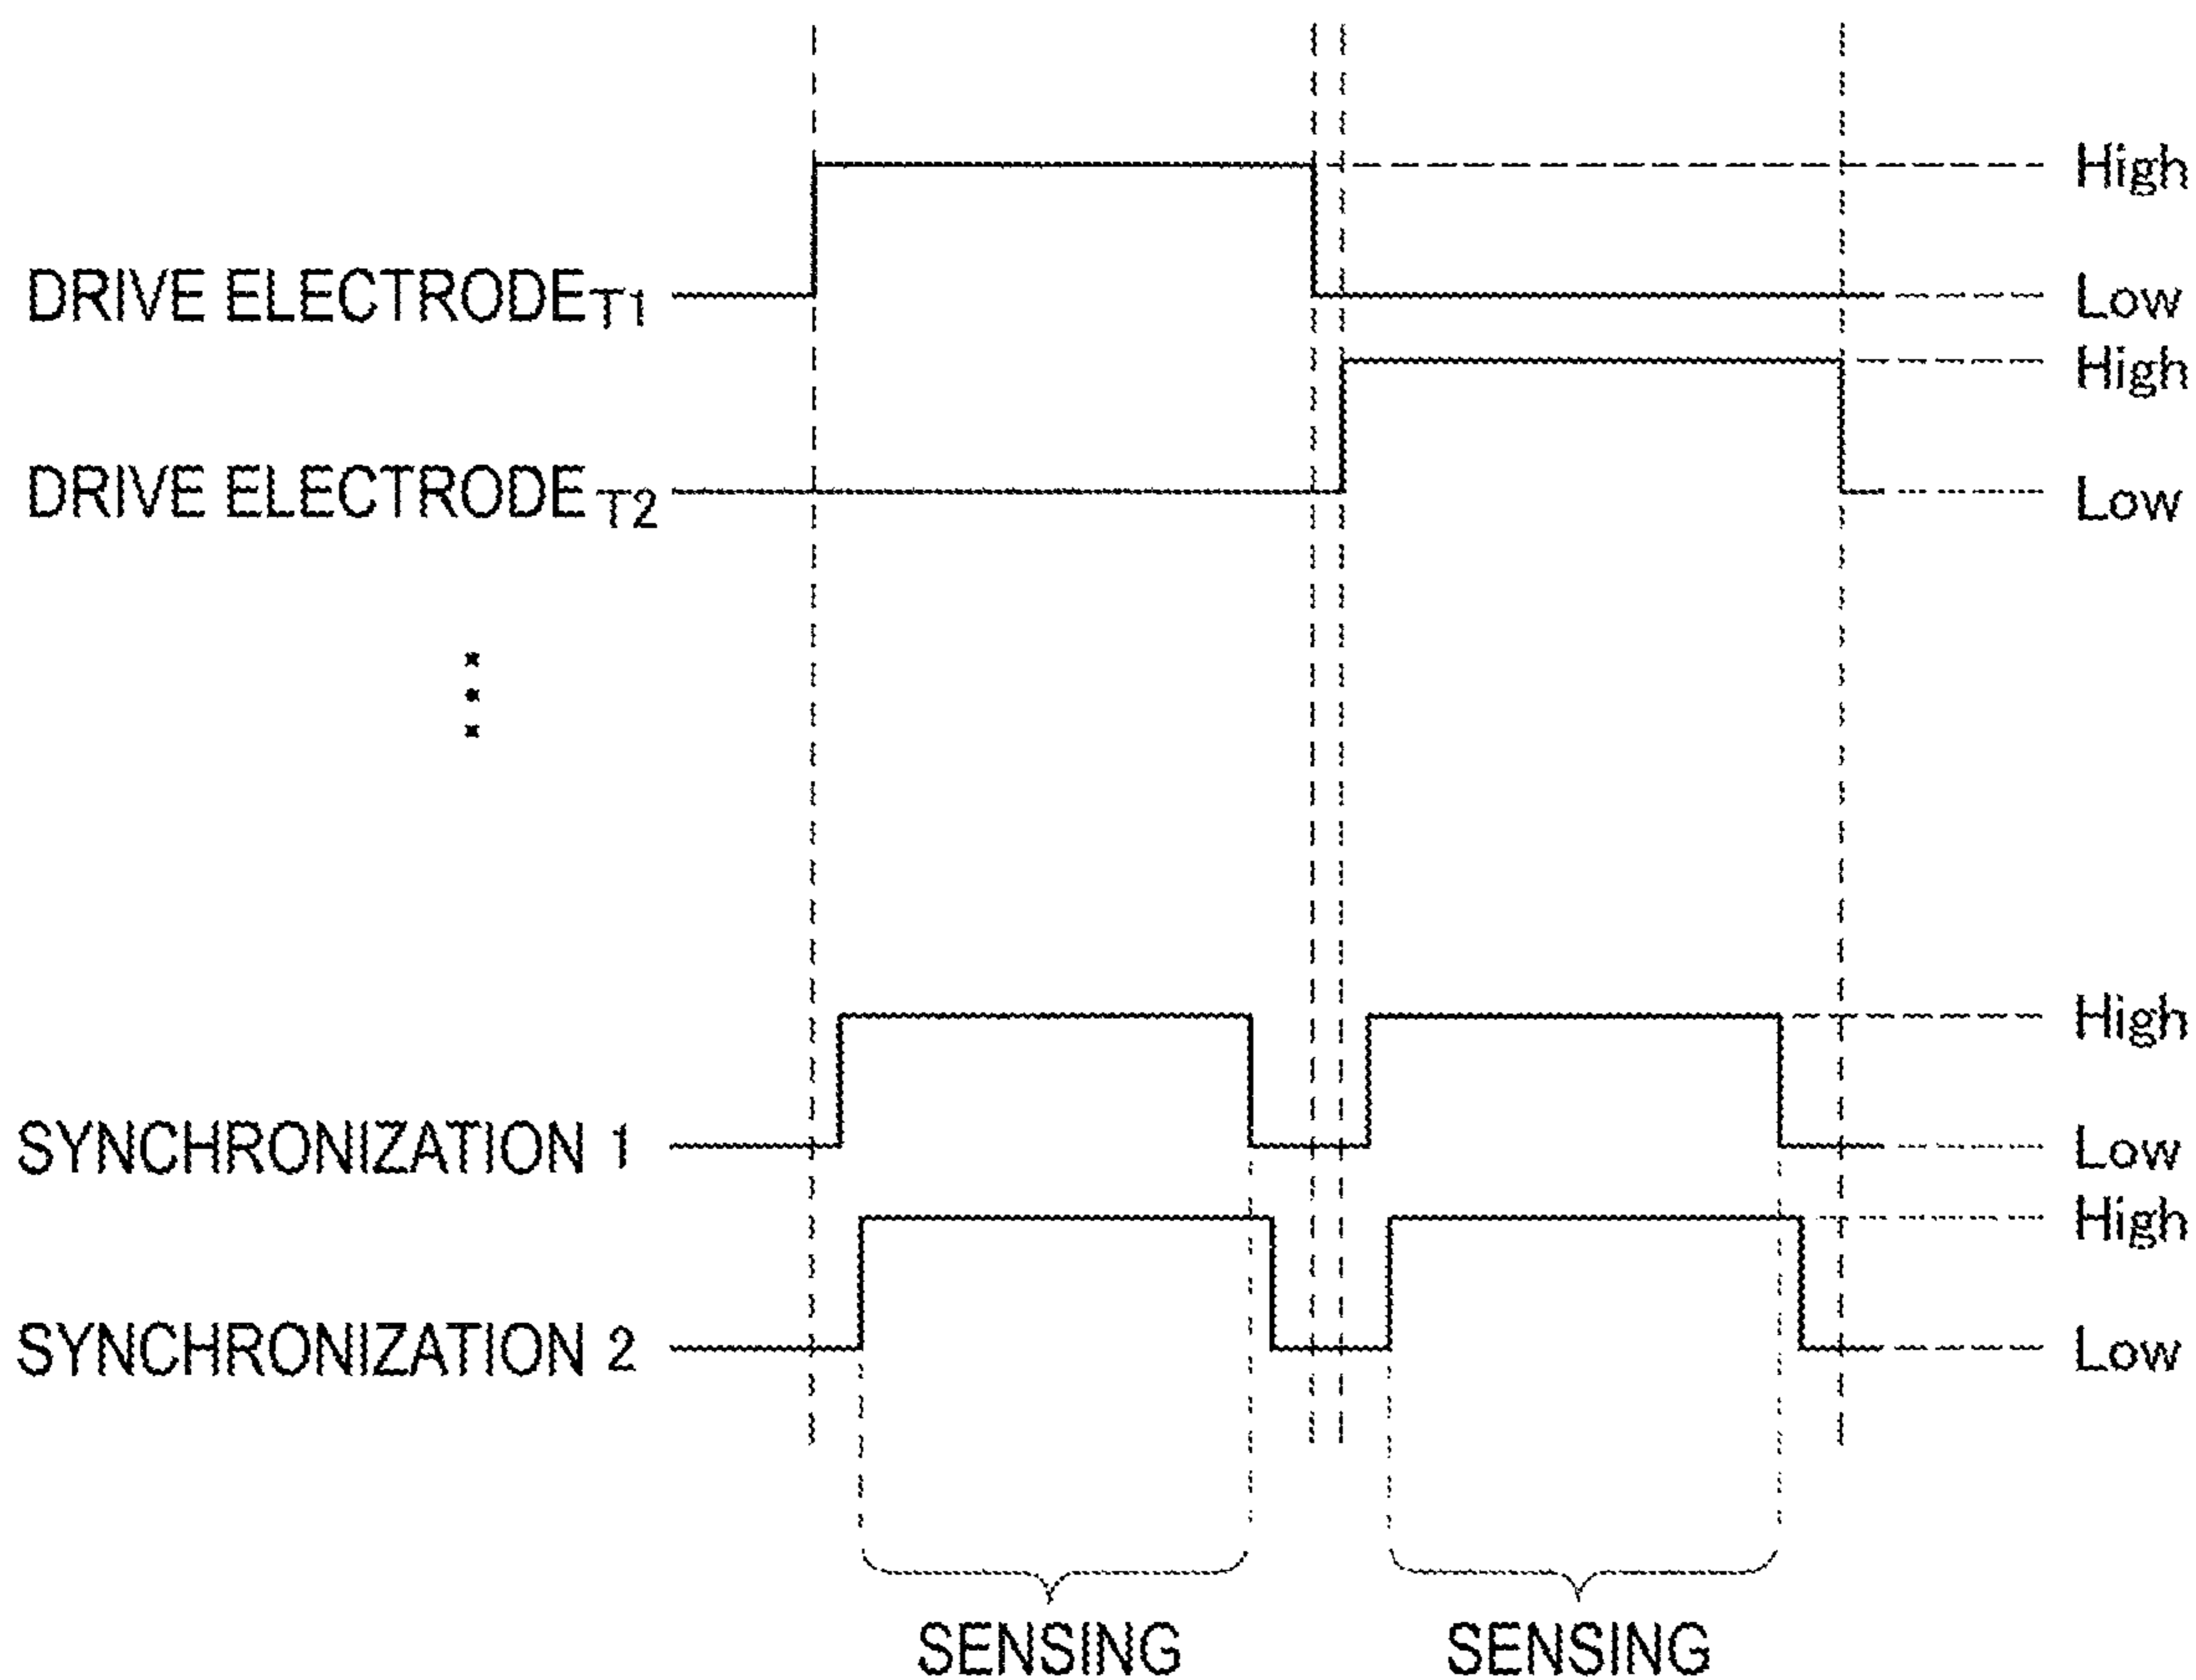 High
DRIVE ELECTRODE T1 Low
High
DRIVE ELECTRODE T2 Low
High
SYNCHRONIZATION 1 Low
High
SYNCHRONIZATION 2 Low
SENSING SENSING